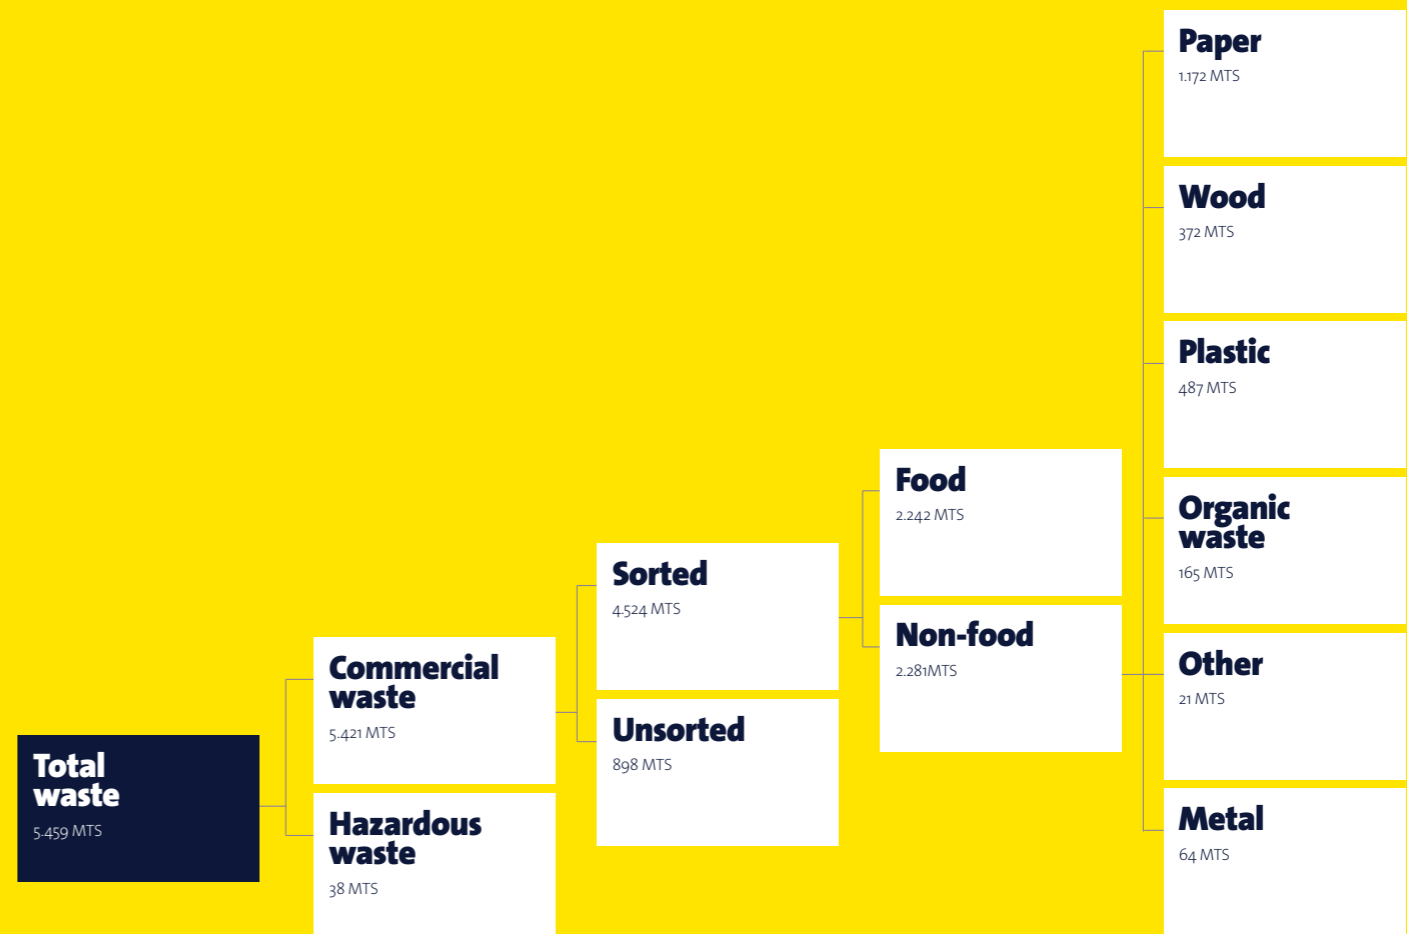 Total
waste
5.459 MTS
Commercial
waste
5.421 MTS
Hazardous
waste
38 MTS
Sorted
4.524 MTS
Unsorted
898 MTS
Food
2.242 MTS
Non-food
2.281MTS
Paper
1.172 MTS
Wood
372 MTS
Plastic
487 MTS
Organic
waste
165 MTS
Other
21 MTS
Metal
64 MTS